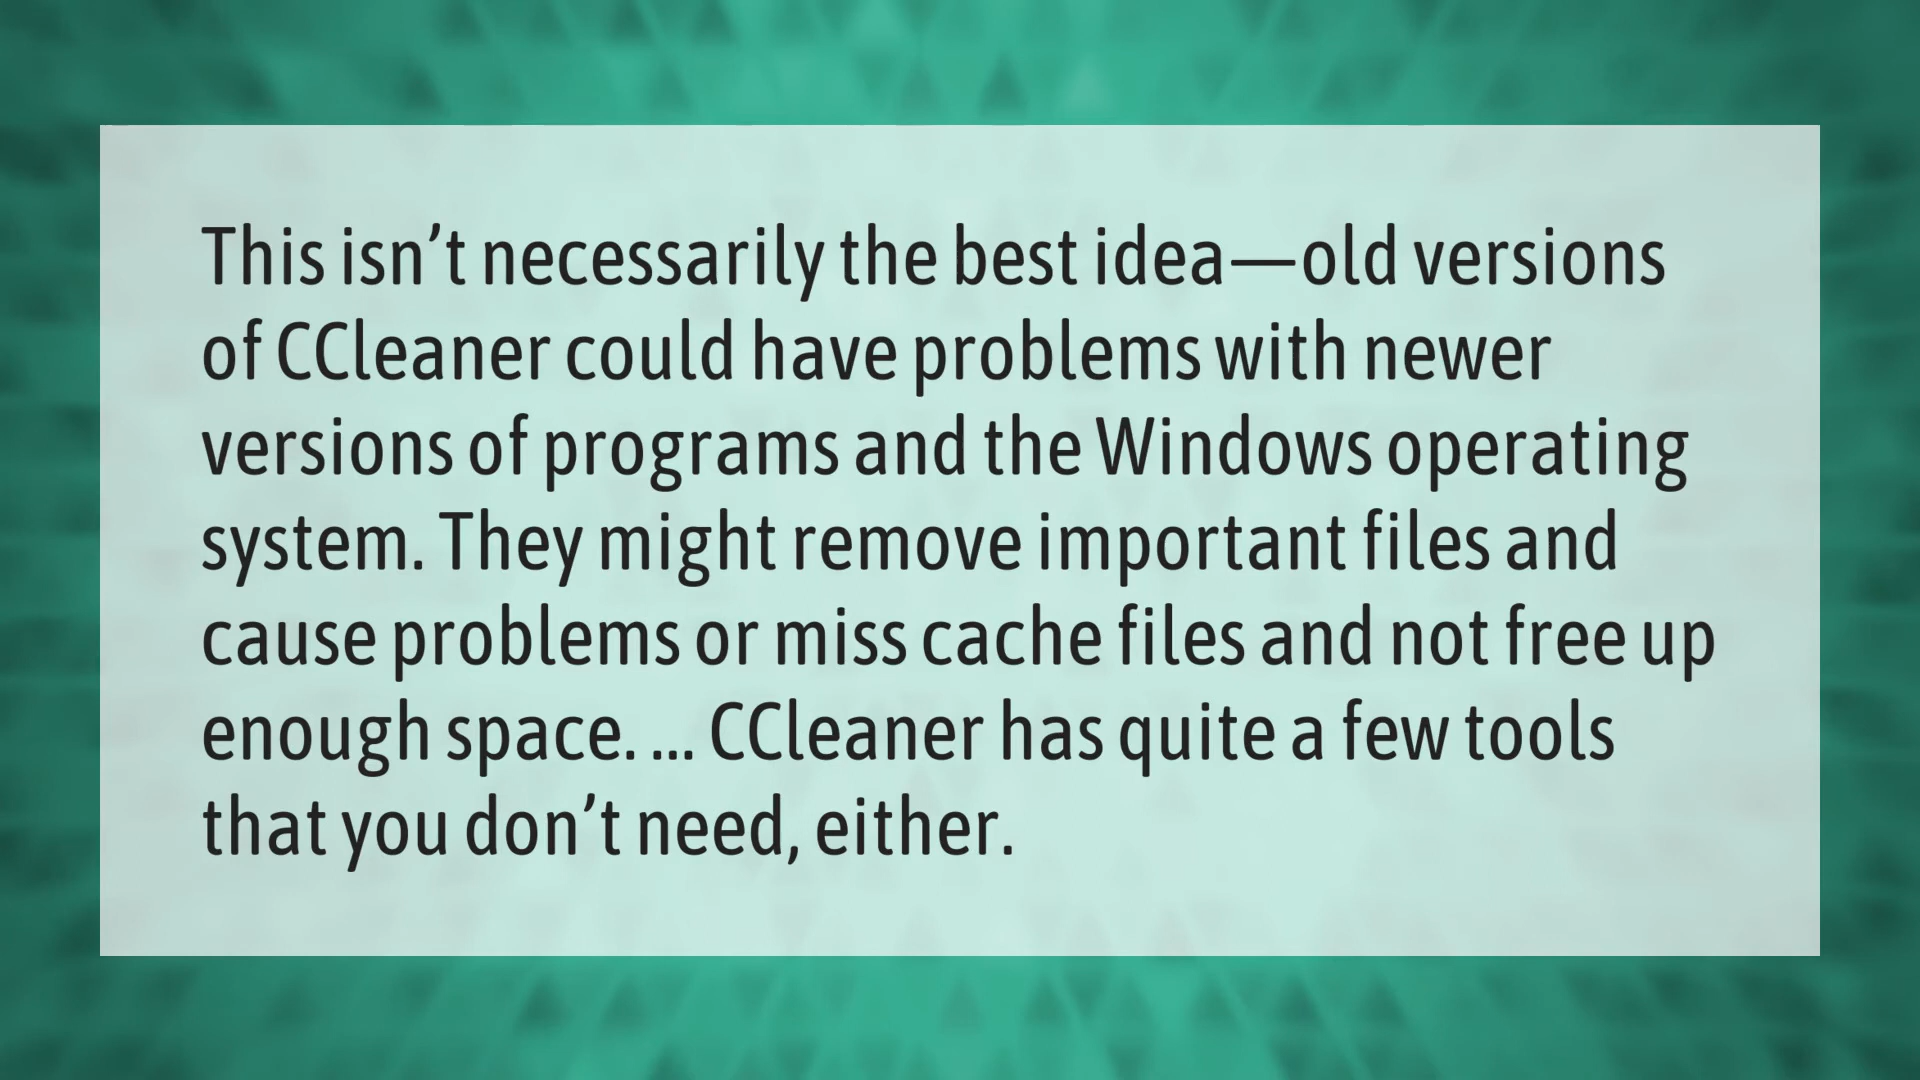 This isn’t necessarily the best idea—old versions
of CCleaner could have problems with newer
versions of programs and the Windows operating
system. They might remove important files and
cause problems or miss cache files and not free up
enough space. ... CCleaner has quite a few tools
that you don’t need, either.